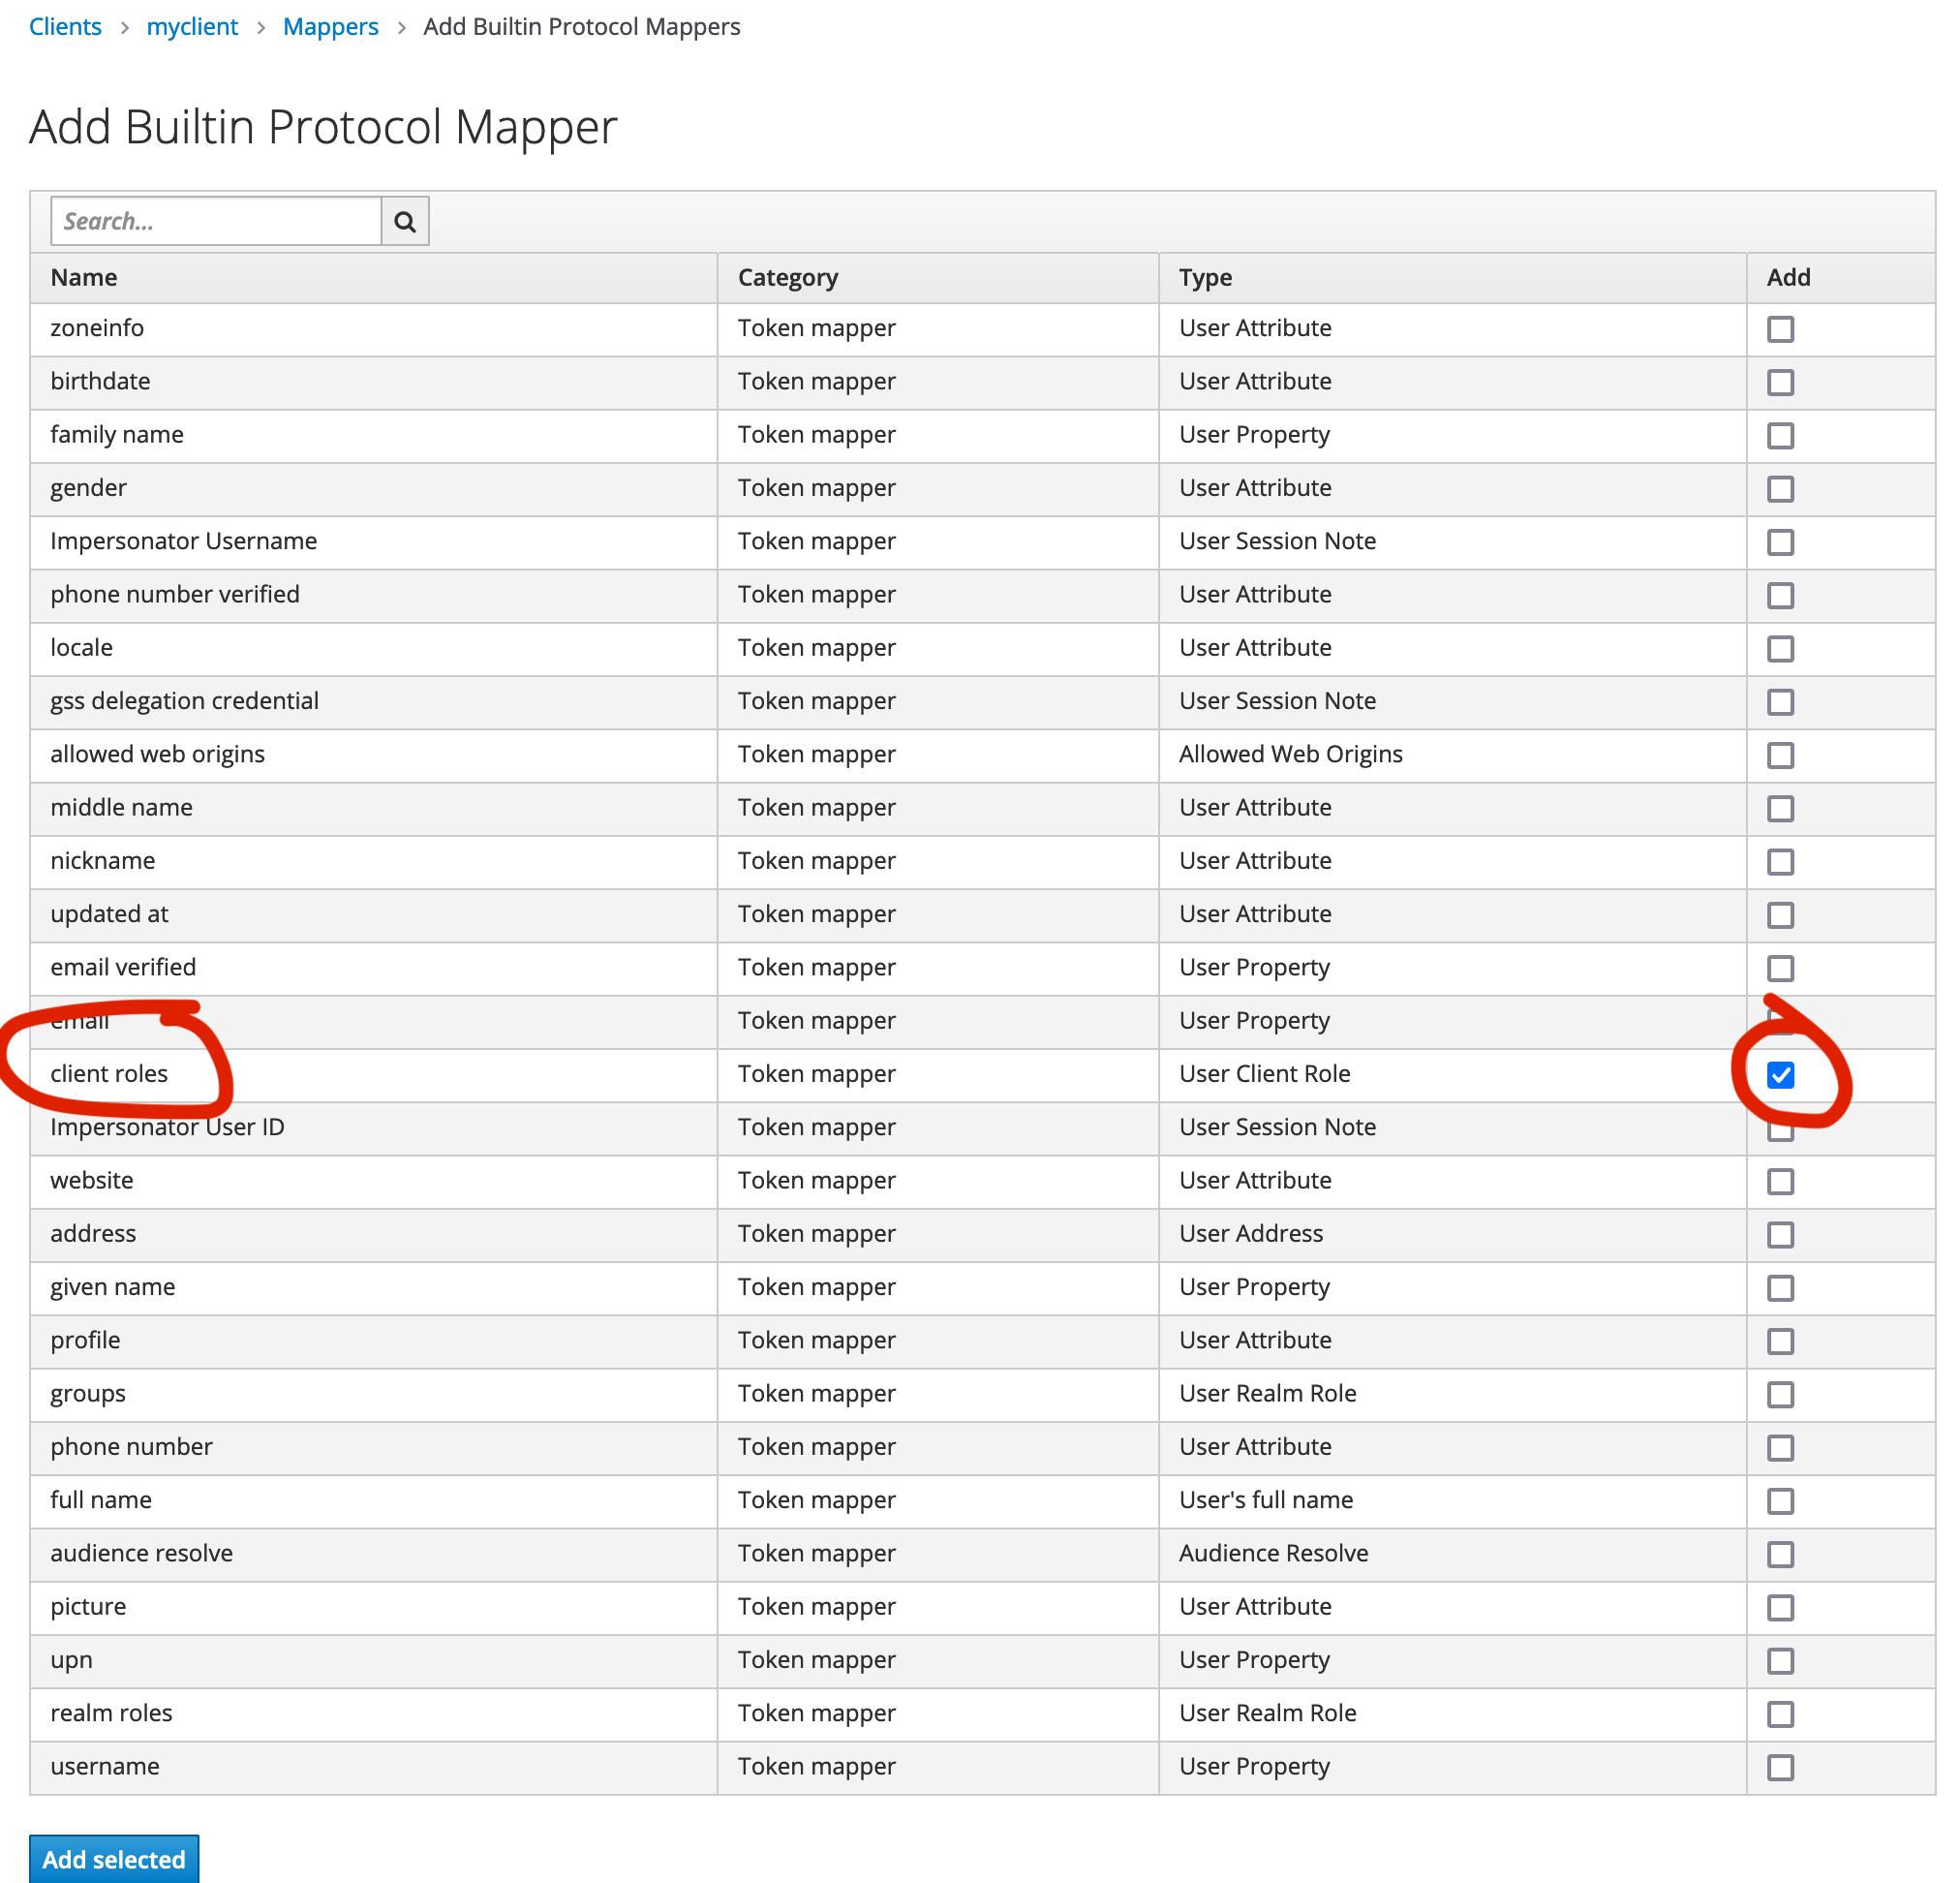 Clients > myclient > Mappers > Add Builtin Protocol Mappers
Add Builtin Protocol Mapper
Search...
Name Category Type Add
zoneinfo Token mapper User Attribute
birthdate Token mapper User Attribute
family name Token mapper User Property
gender Token mapper User Attribute
Impersonator Username Token mapper User Session Note
phone number verified Token mapper User Attribute
locale Token mapper User Attribute
gss delegation credential Token mapper User Session Note
allowed web origins Token mapper Allowed Web Origins
middle name Token mapper User Attribute
nickname Token mapper User Attribute
updated at Token mapper User Attribute
email verified Token mapper User Property
email Token mapper User Property
client roles Token mapper User Client Role
Impersonator User ID Token mapper User Session Note
website Token mapper User Attribute
address Token mapper User Address
given name Token mapper User Property
profile Token mapper User Attribute
groups Token mapper User Realm Role
phone number Token mapper User Attribute
full name Token mapper User's full name
audience resolve Token mapper Audience Resolve
picture Token mapper User Attribute
upn Token mapper User Property
realm roles Token mapper User Realm Role
username Token mapper User Property
Add selected